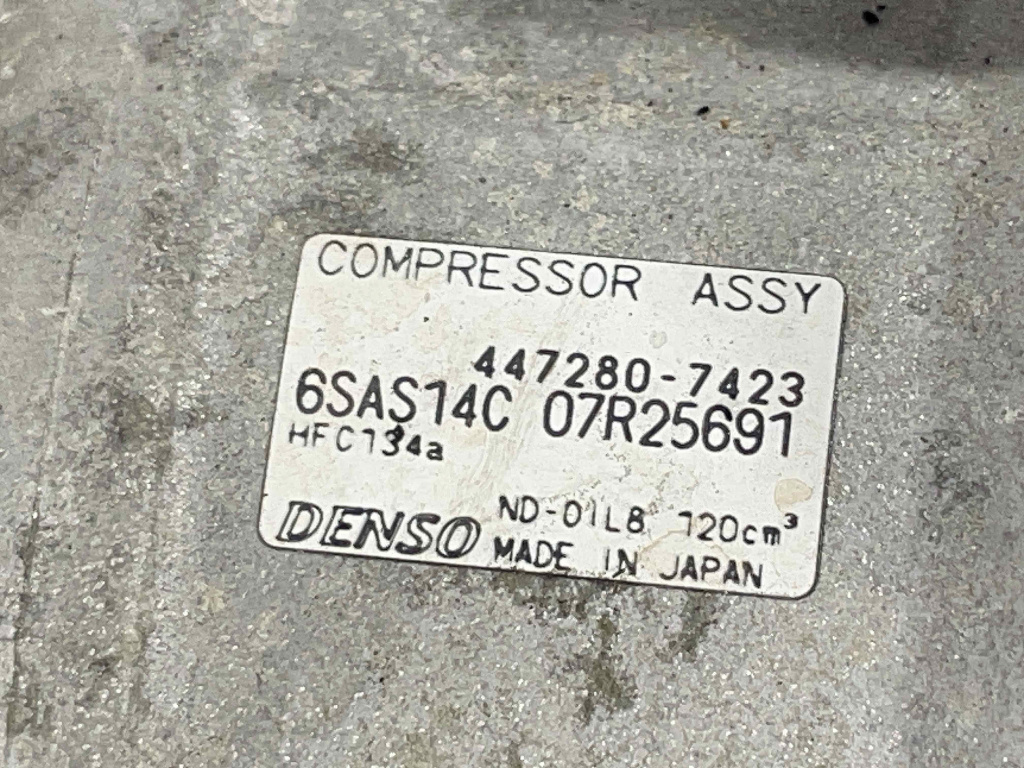 COMPRESSOR ASSY
447280-7423
6SAS14C 07R25691
HFC134a
ND-OIL8 120cm³
DENSO MADE IN JAPAN